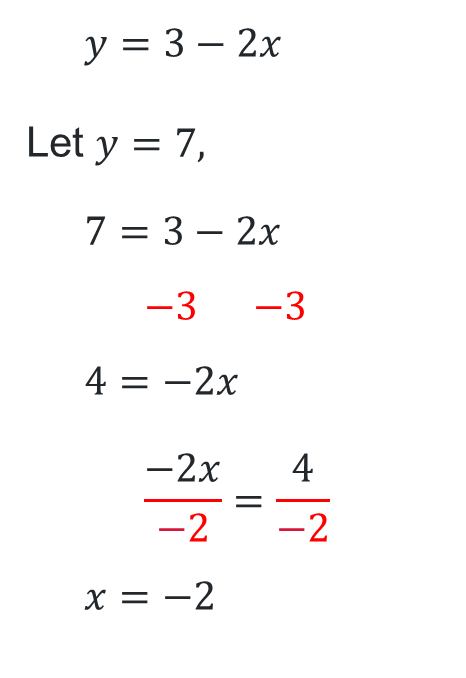 y = 3 − 2x
Let y = 7,
7 = 3 − 2x
−3 −3
4 = −2x
−2x/−2 = 4/−2
x = −2